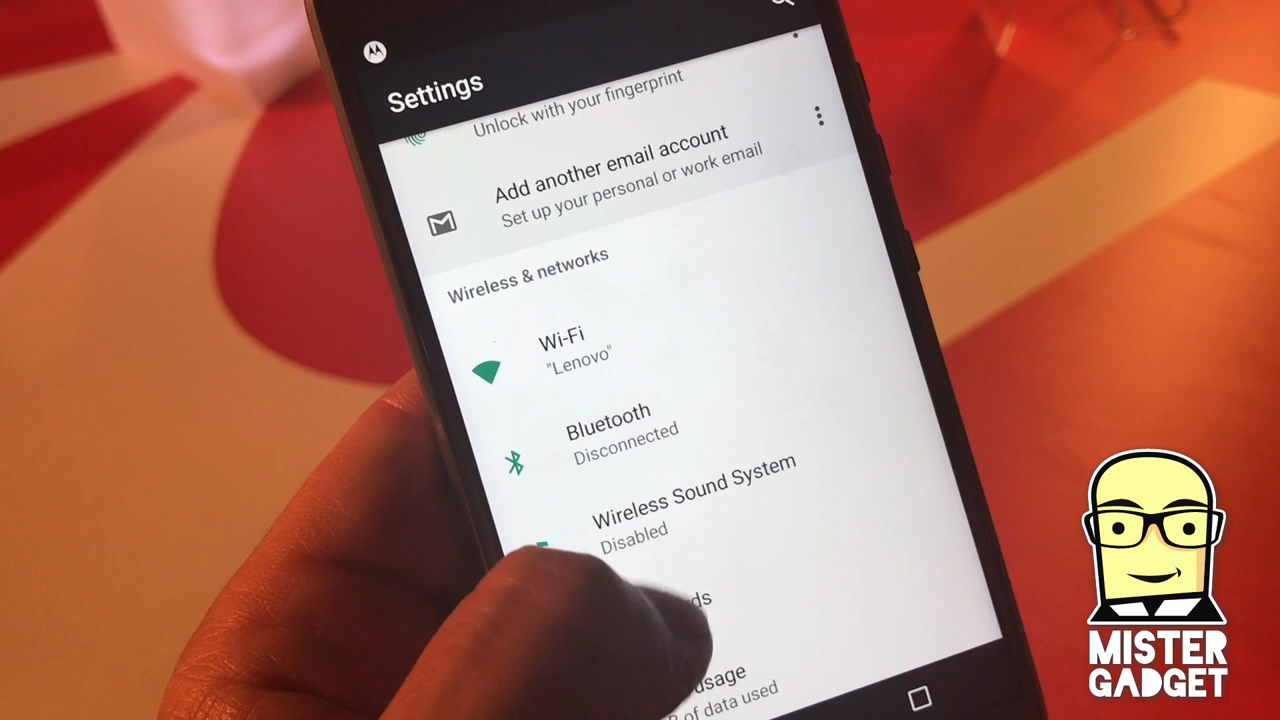 Settings
Unlock with your fingerprint
Add another email account
Set up your personal or work email
Wireless & networks
Wi-Fi
"Lenovo"
Bluetooth
Disconnected
Wireless Sound System
Disabled
of data used
MISTER
GADGET